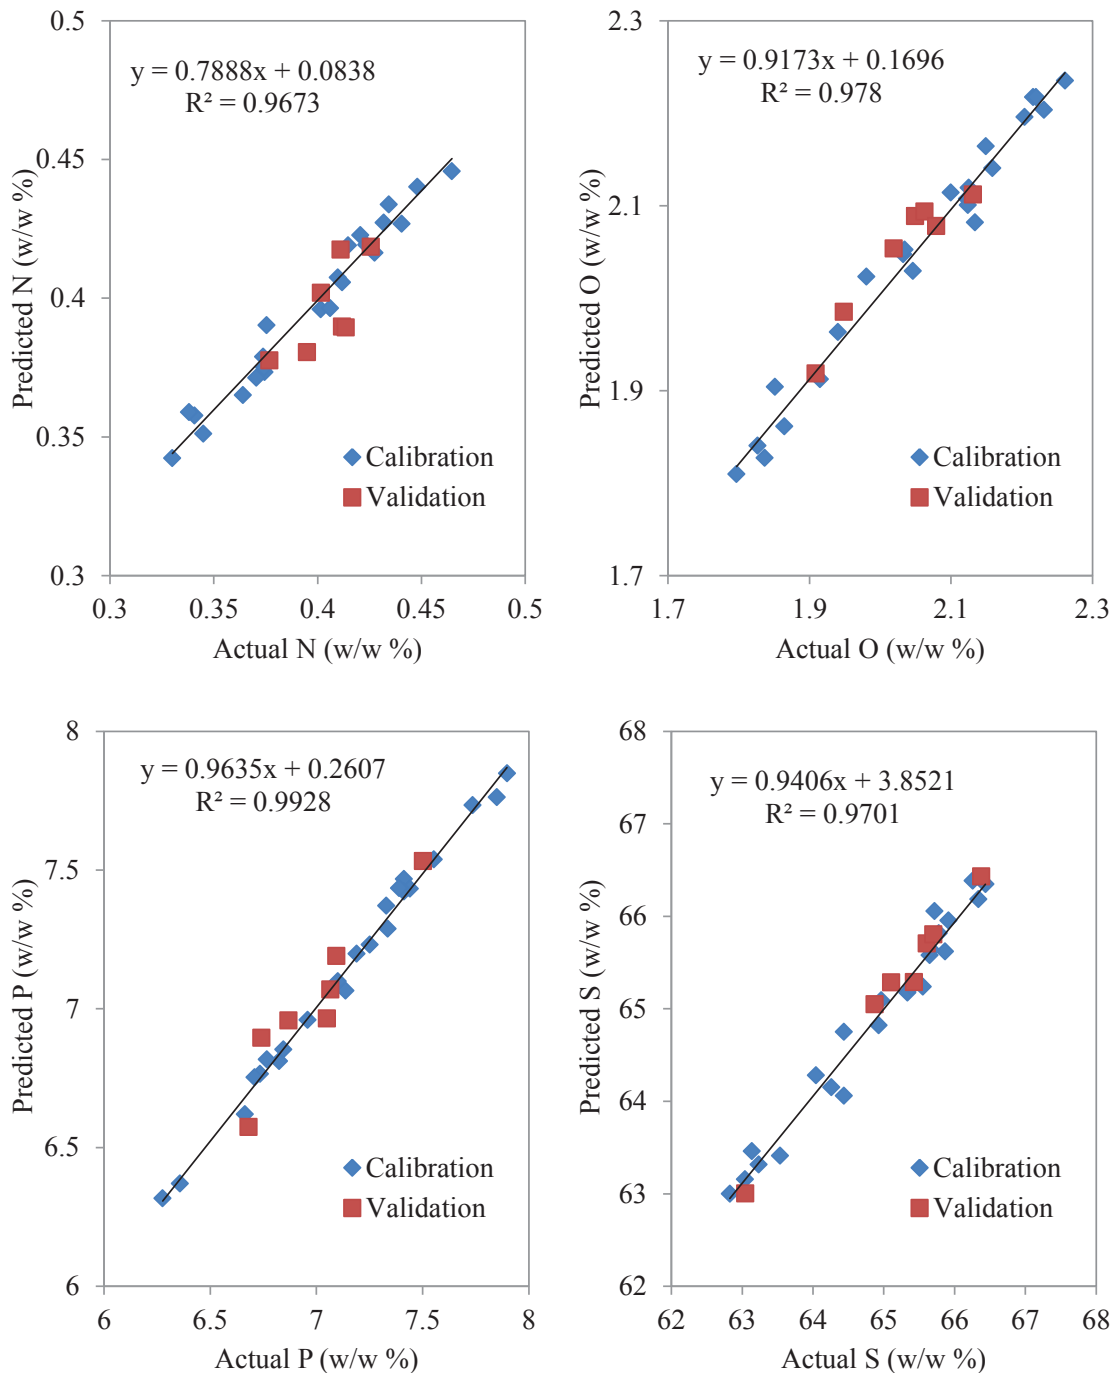 0.5
y = 0.7888x + 0.0838
R² = 0.9673
0.45
0.4
0.35
0.3
Predicted N (w/w %)
Calibration
Validation
0.3 0.35 0.4 0.45 0.5
Actual N (w/w %)
2.3
y = 0.9173x + 0.1696
R² = 0.978
2.1
1.9
1.7
Predicted O (w/w %)
Calibration
Validation
1.7 1.9 2.1 2.3
Actual O (w/w %)
8
y = 0.9635x + 0.2607
R² = 0.9928
7.5
7
6.5
6
Predicted P (w/w %)
Calibration
Validation
6 6.5 7 7.5 8
Actual P (w/w %)
68
y = 0.9406x + 3.8521
R² = 0.9701
67
66
65
64
63
62
Predicted S (w/w %)
Calibration
Validation
62 63 64 65 66 67 68
Actual S (w/w %)